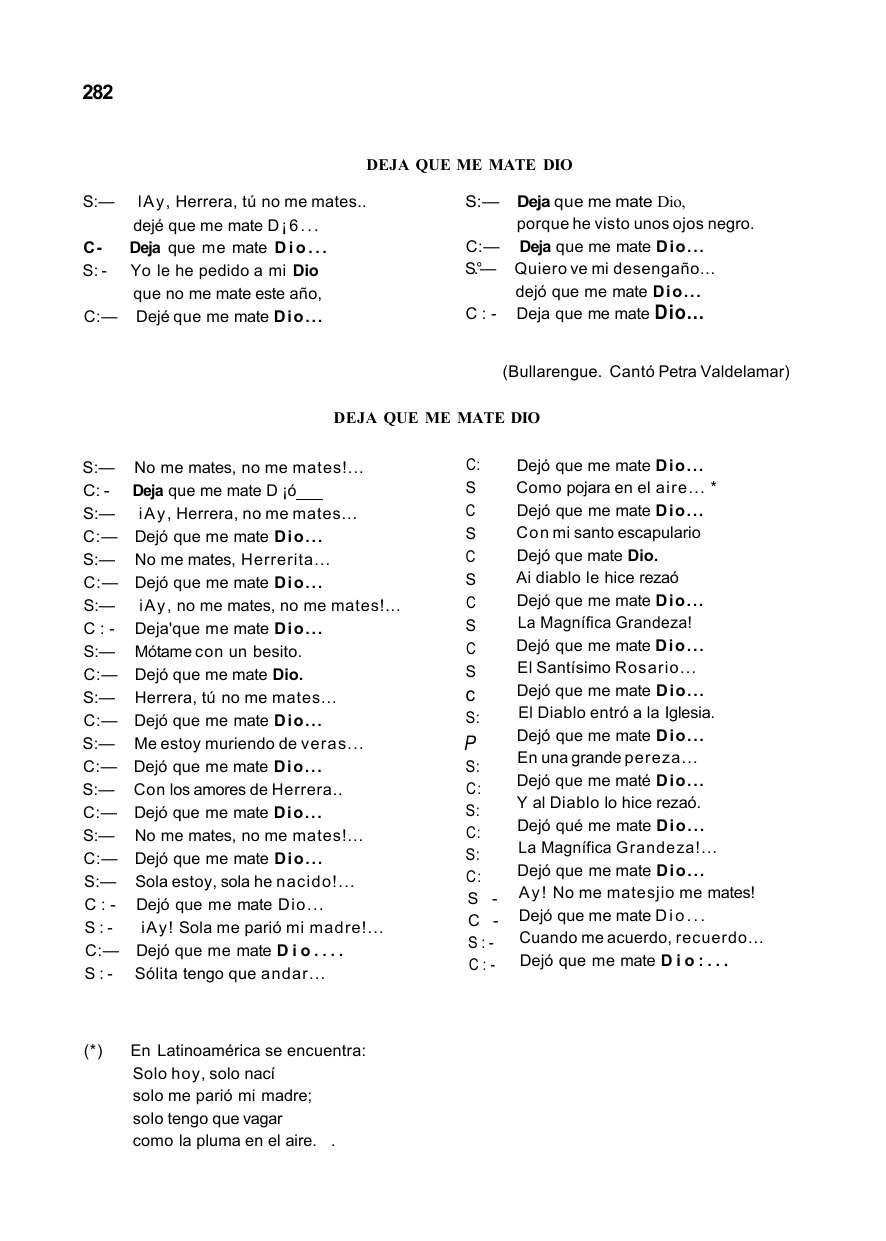 282
DEJA QUE ME MATE DIO
S:— lAy, Herrera, tú no me mates..
dejé que me mate D¡6...
C- Deja que me mate Dio...
S:- Yo le he pedido a mi Dio
que no me mate este año,
C:— Dejé que me mate Dio...
S:— Deja que me mate Dio,
porque he visto unos ojos negro.
C:— Deja que me mate Dio...
S.°— Quiero ve mi desengaño...
dejó que me mate Dio...
C:- Deja que me mate Dio...
(Bullarengue. Cantó Petra Valdelamar)
DEJA QUE ME MATE DIO
S:— No me mates, no me mates!...
C:- Deja que me mate D ¡ó___
S:— ¡Ay, Herrera, no me mates...
C:— Dejó que me mate Dio...
S:— No me mates, Herrerita...
C:— Dejó que me mate Dio...
S:— ¡Ay, no me mates, no me mates!...
C:- Deja'que me mate Dio...
S:— Mótame con un besito.
C:— Dejó que me mate Dio.
S:— Herrera, tú no me mates...
C:— Dejó que me mate Dio...
S:— Me estoy muriendo de veras...
C:— Dejó que me mate Dio...
S:— Con los amores de Herrera..
C:— Dejó que me mate Dio...
S:— No me mates, no me mates!...
C:— Dejó que me mate Dio...
S:— Sola estoy, sola he nacido!...
C:- Dejó que me mate Dio...
S:- ¡Ay! Sola me parió mi madre!...
C:— Dejó que me mate Dio....
S:- Sólita tengo que andar...
C: Dejó que me mate Dio...
S Como pojara en el aire... *
C Dejó que me mate Dio...
S Con mi santo escapulario
C Dejó que mate Dio.
S Ai diablo le hice rezaó
C Dejó que me mate Dio...
S La Magnífica Grandeza!
C Dejó que me mate Dio...
S El Santísimo Rosario...
c Dejó que me mate Dio...
S: El Diablo entró a la Iglesia.
P Dejó que me mate Dio...
S: En una grande pereza...
C: Dejó que me maté Dio...
S: Y al Diablo lo hice rezaó.
C: Dejó qué me mate Dio...
S: La Magnífica Grandeza!...
C: Dejó que me mate Dio...
S - Ay! No me matesjio me mates!
C - Dejó que me mate Dio...
S:- Cuando me acuerdo, recuerdo...
C:- Dejó que me mate Dio:...
(*) En Latinoamérica se encuentra:
Solo hoy, solo nací
solo me parió mi madre;
solo tengo que vagar
como la pluma en el aire. .